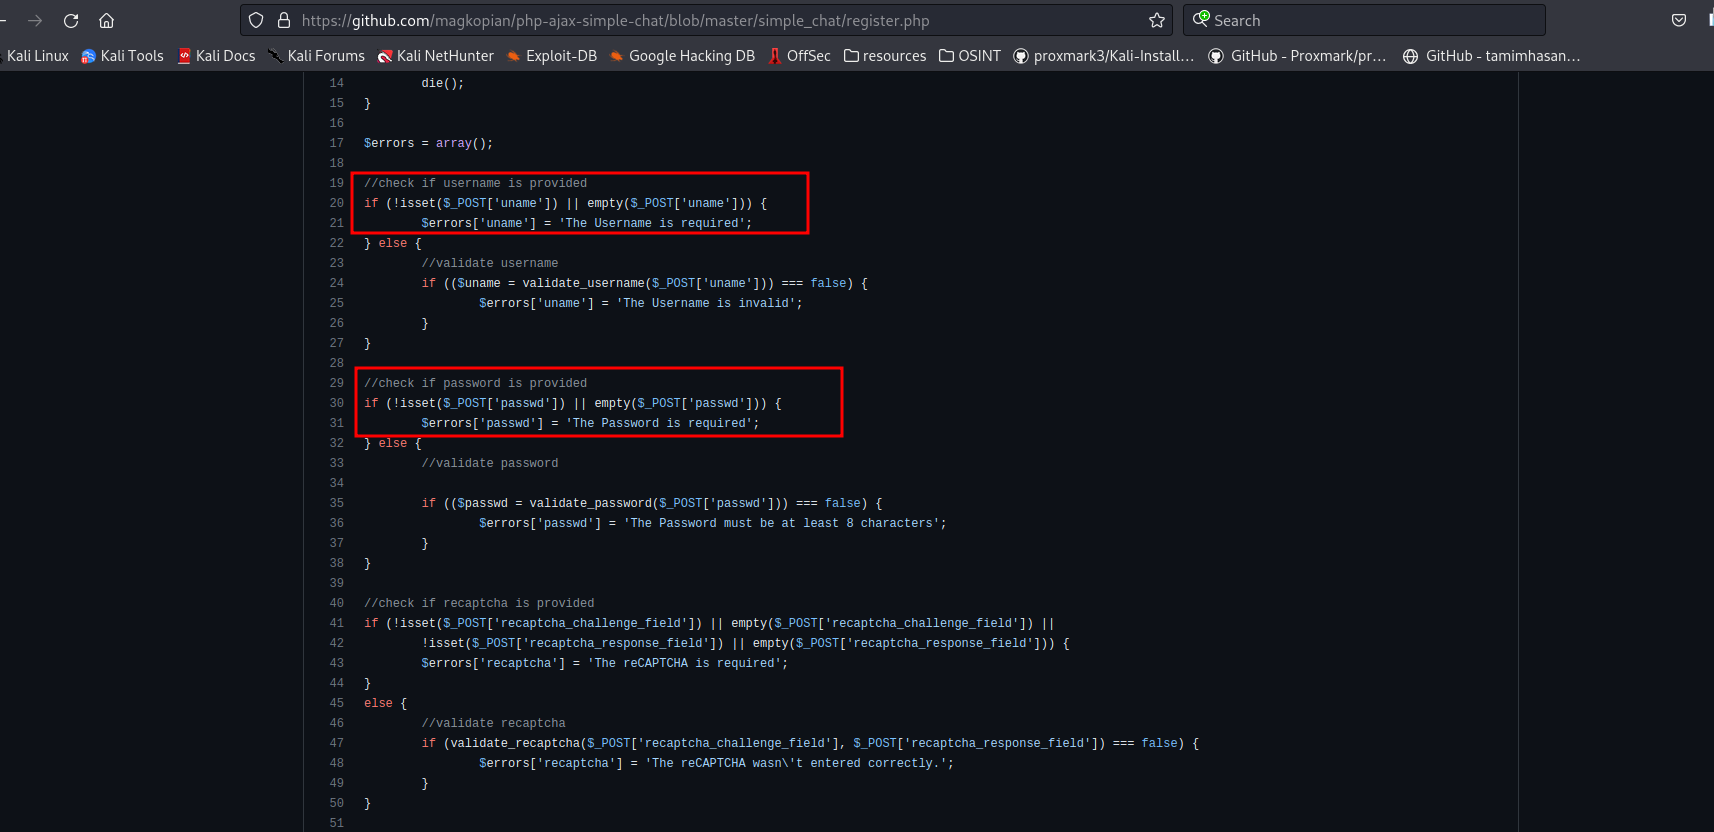 https://github.com/magkopian/php-ajax-simple-chat/blob/master/simple_chat/register.php
Search
Kali Linux
Kali Tools
Kali Docs
Kali Forums
Kali NetHunter
Exploit-DB
Google Hacking DB
OffSec
resources
OSINT
proxmark3/Kali-Install...
GitHub - Proxmark/pr...
GitHub - tamimhasan...
14 die();
15 }
16
17 $errors = array();
18
19 //check if username is provided
20 if (!isset($_POST['uname']) || empty($_POST['uname'])) {
21 $errors['uname'] = 'The Username is required';
22 } else {
23 //validate username
24 if (($uname = validate_username($_POST['uname'])) === false) {
25 $errors['uname'] = 'The Username is invalid';
26 }
27 }
28
29 //check if password is provided
30 if (!isset($_POST['passwd']) || empty($_POST['passwd'])) {
31 $errors['passwd'] = 'The Password is required';
32 } else {
33 //validate password
34
35 if (($passwd = validate_password($_POST['passwd'])) === false) {
36 $errors['passwd'] = 'The Password must be at least 8 characters';
37 }
38 }
39
40 //check if recaptcha is provided
41 if (!isset($_POST['recaptcha_challenge_field']) || empty($_POST['recaptcha_challenge_field']) ||
42 !isset($_POST['recaptcha_response_field']) || empty($_POST['recaptcha_response_field'])) {
43 $errors['recaptcha'] = 'The reCAPTCHA is required';
44 }
45 else {
46 //validate recaptcha
47 if (validate_recaptcha($_POST['recaptcha_challenge_field'], $_POST['recaptcha_response_field']) === false) {
48 $errors['recaptcha'] = 'The reCAPTCHA wasn\'t entered correctly.';
49 }
50 }
51